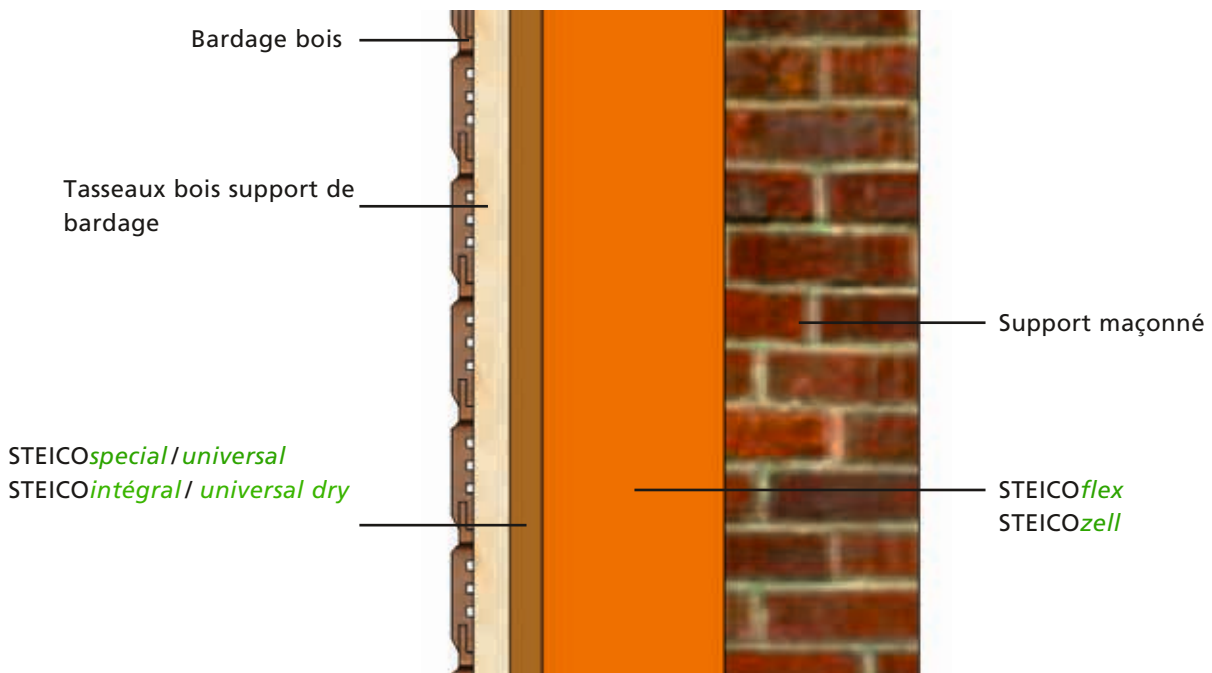 Bardage bois
Tasseaux bois support de
bardage
Support maçonné
STEICOspecial / universal
STEICOintégral / universal dry
STEICOflex
STEICOzell